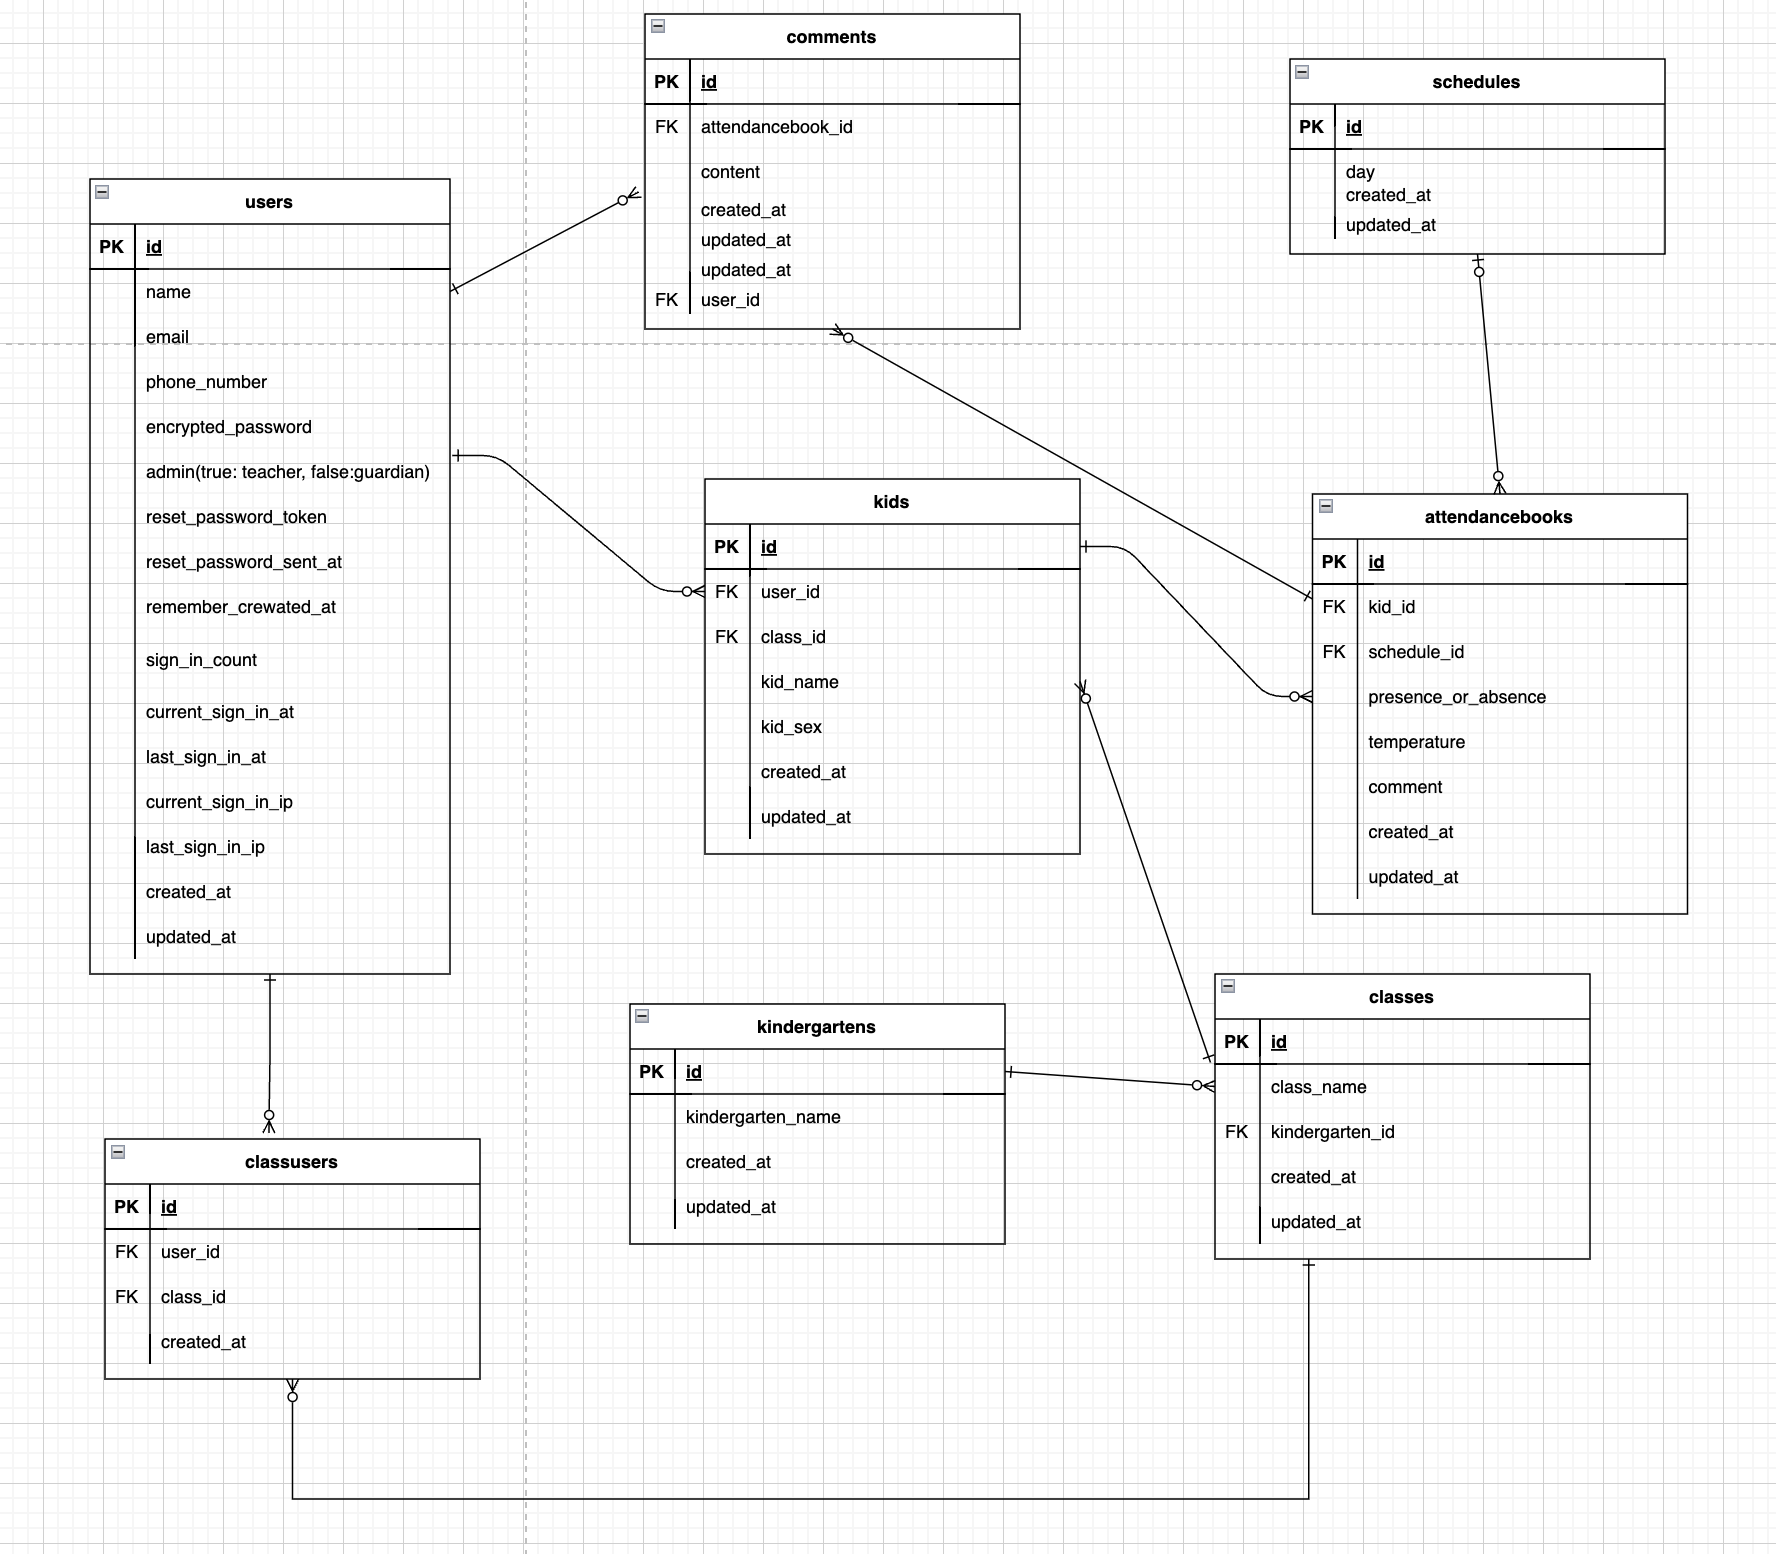 comments
PK id
FK attendancebook_id
content
created_at
updated_at
updated_at
FK user_id
schedules
PK id
day
created_at
updated_at
users
PK id
name
email
phone_number
encrypted_password
admin(true: teacher, false:guardian)
reset_password_token
reset_password_sent_at
remember_crewated_at
sign_in_count
current_sign_in_at
last_sign_in_at
current_sign_in_ip
last_sign_in_ip
created_at
updated_at
kids
PK id
FK user_id
FK class_id
kid_name
kid_sex
created_at
updated_at
attendancebooks
PK id
FK kid_id
FK schedule_id
presence_or_absence
temperature
comment
created_at
updated_at
kindergartens
PK id
kindergarten_name
created_at
updated_at
classes
PK id
class_name
FK kindergarten_id
created_at
updated_at
classusers
PK id
FK user_id
FK class_id
created_at